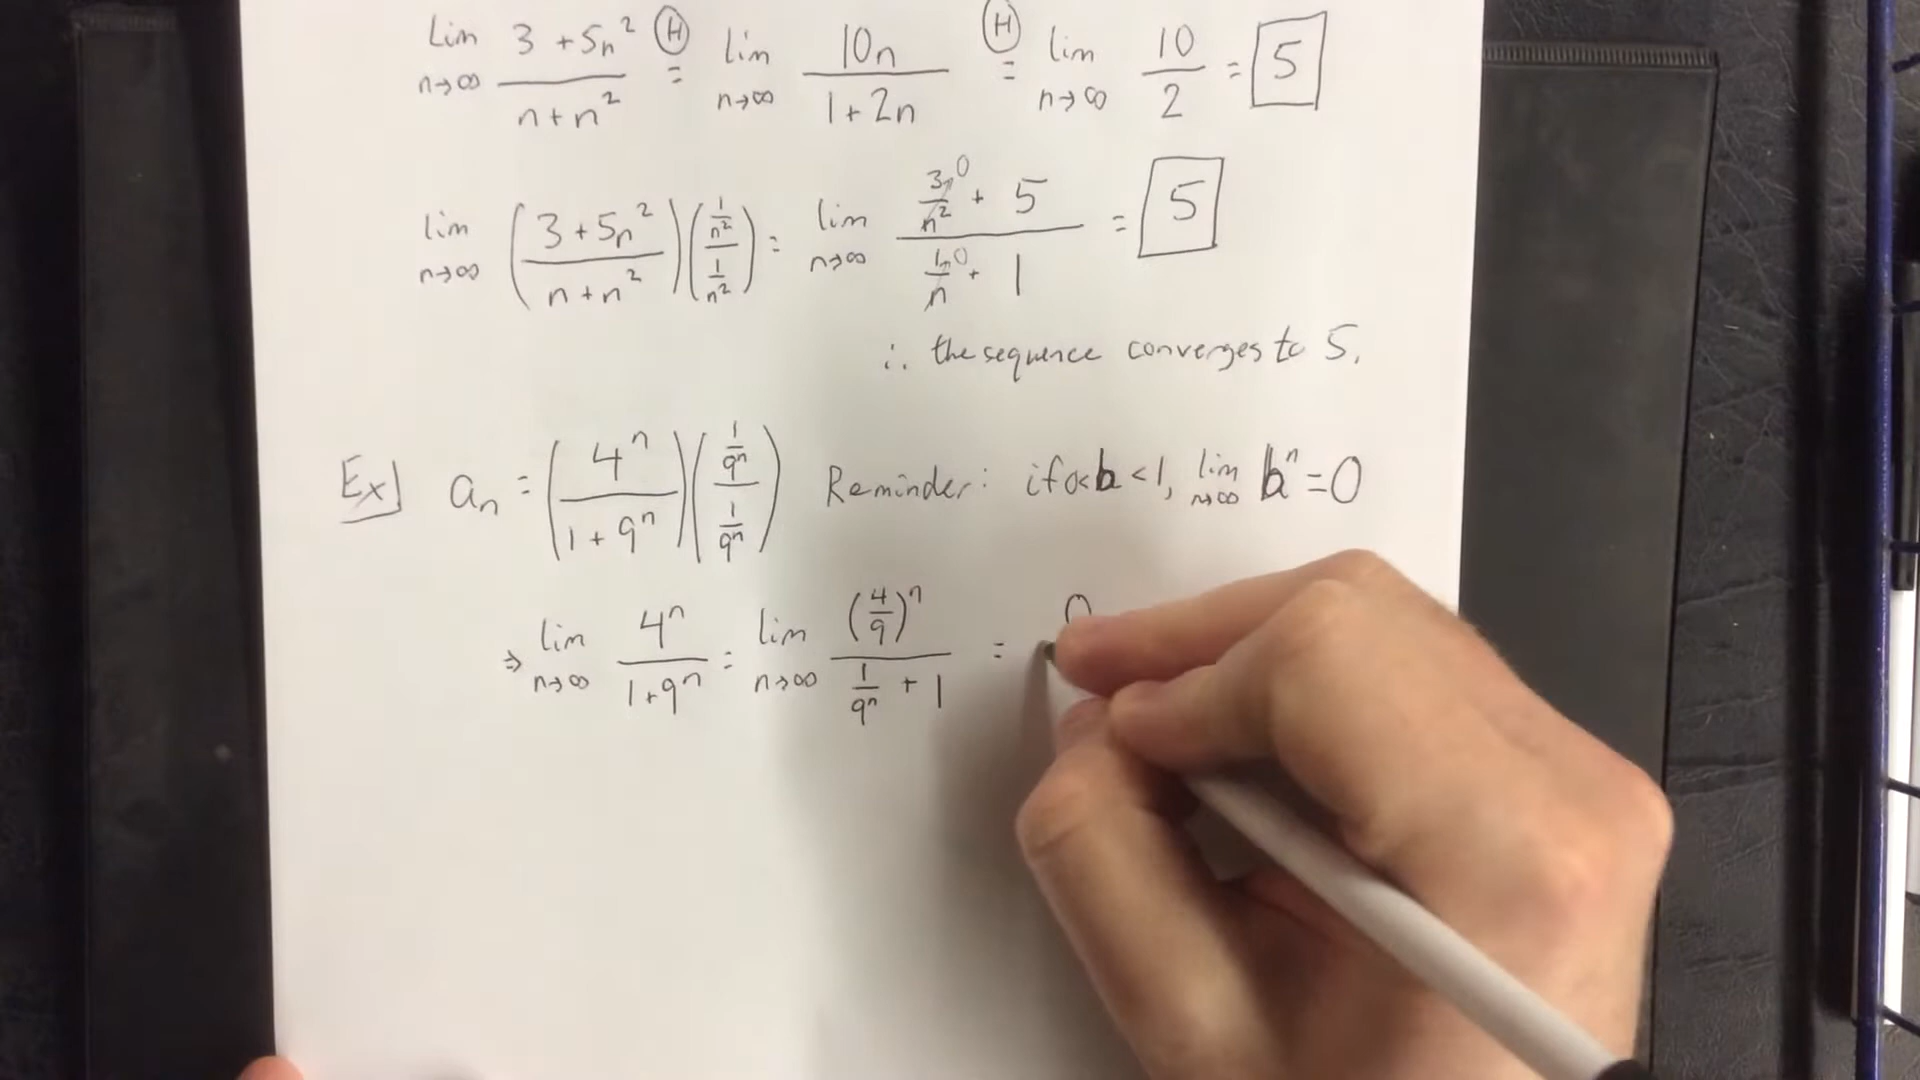 lim n→∞ (3 + 5n²)/(n + n²) Ⓗ= lim n→∞ 10n/(1 + 2n) Ⓗ= lim n→∞ 10/2 = 5
lim n→∞ ((3 + 5n²)/(n + n²)) ((1/n²)/(1/n²)) = lim n→∞ (3/n² →0 + 5)/(1/n →0 + 1) = 5
∴ the sequence converges to 5.
Ex] aₙ = (4ⁿ/(1 + 9ⁿ)) ((1/9ⁿ)/(1/9ⁿ)) Reminder: if 0<b<1, lim n→∞ bⁿ = 0
⇒ lim n→∞ 4ⁿ/(1+9ⁿ) = lim n→∞ (4/9)ⁿ/(1/9ⁿ + 1) = 0